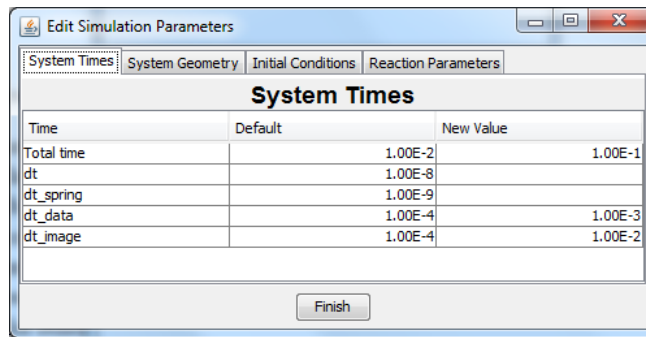 Edit Simulation Parameters
System Times System Geometry Initial Conditions Reaction Parameters
System Times
Time Default New Value
Total time 1.00E-2 1.00E-1
dt 1.00E-8
dt_spring 1.00E-9
dt_data 1.00E-4 1.00E-3
dt_image 1.00E-4 1.00E-2
Finish